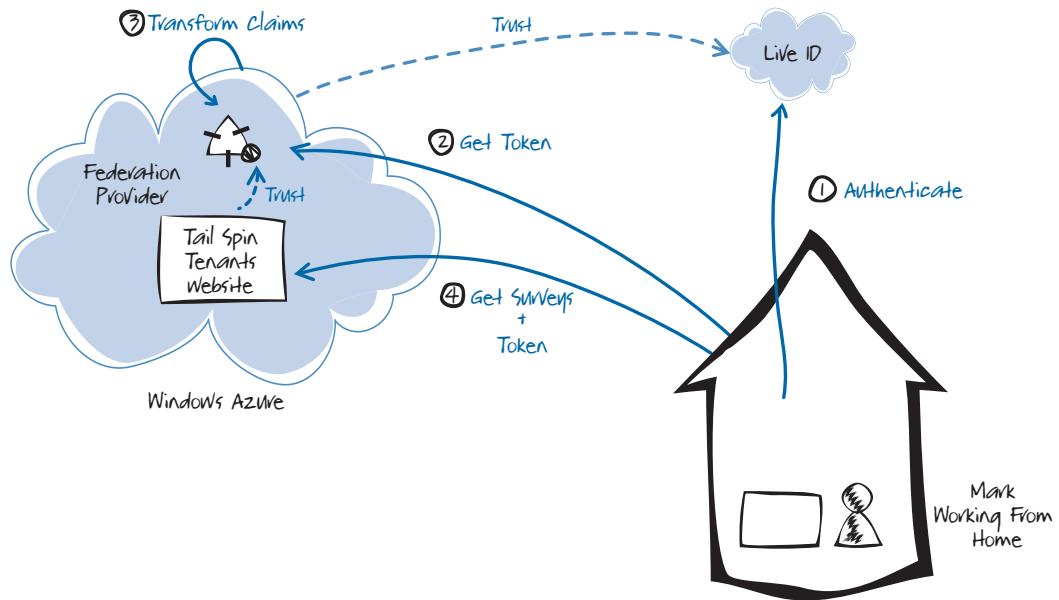 3 Transform Claims
Trust
Live ID
2 Get Token
Federation
Provider
Trust
1 Authenticate
Tail Spin
Tenants
Website
4 Get Surveys
+
Token
Windows Azure
Mark
Working From
Home